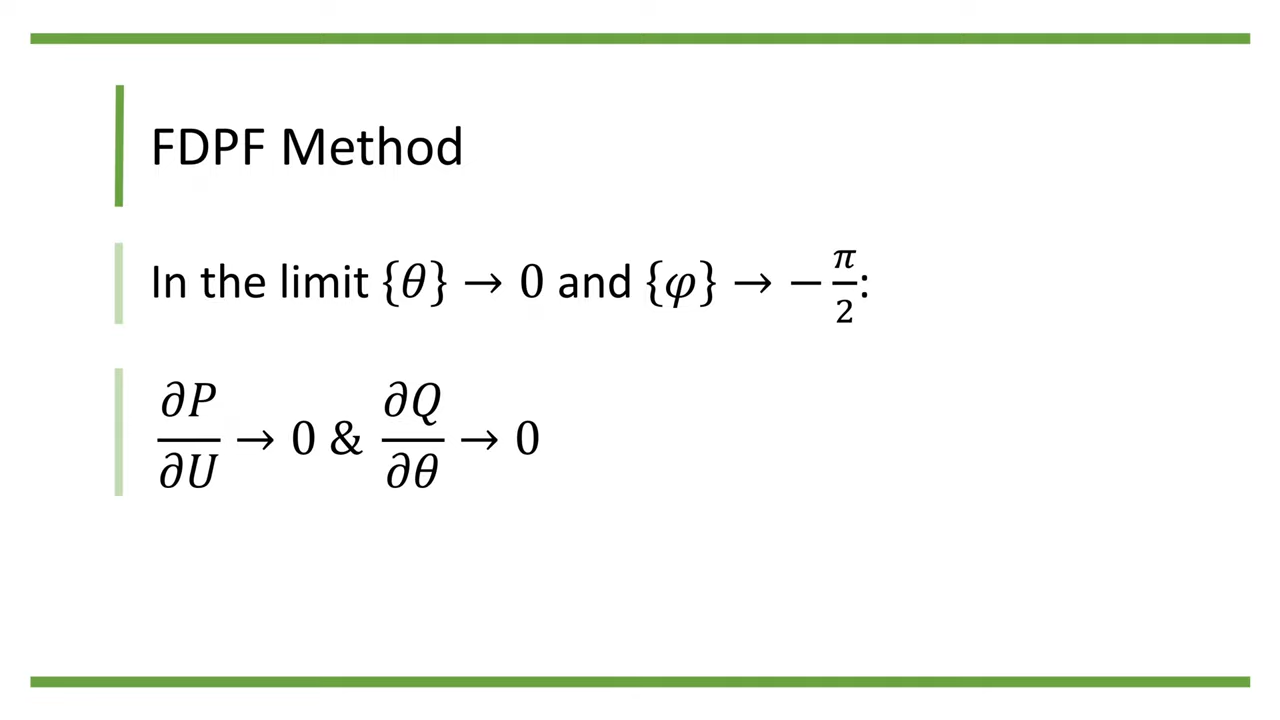 FDPF Method
In the limit {θ} → 0 and {φ} → −π/2:
∂P/∂U → 0 & ∂Q/∂θ → 0